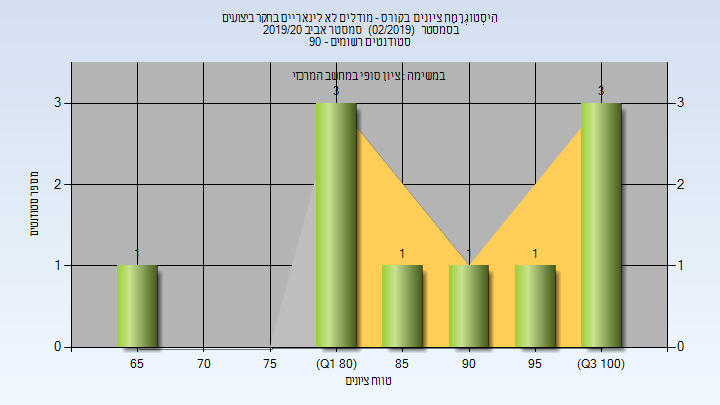 היסטוגרמת ציונים בקורס - מודלים לא לינאריים בחקר ביצועים
בסמסטר (02/2019) סמסטר אביב 2019/20
סטודנטים רשומים - 90
במשימה : ציון סופי במחשב המרכזי
3 3
3 3
2 2
1 1 1 1
1 1
0 0
65 70 75 (Q1 80) 85 90 95 (Q3 100)
טווח ציונים
מספר סטודנטים